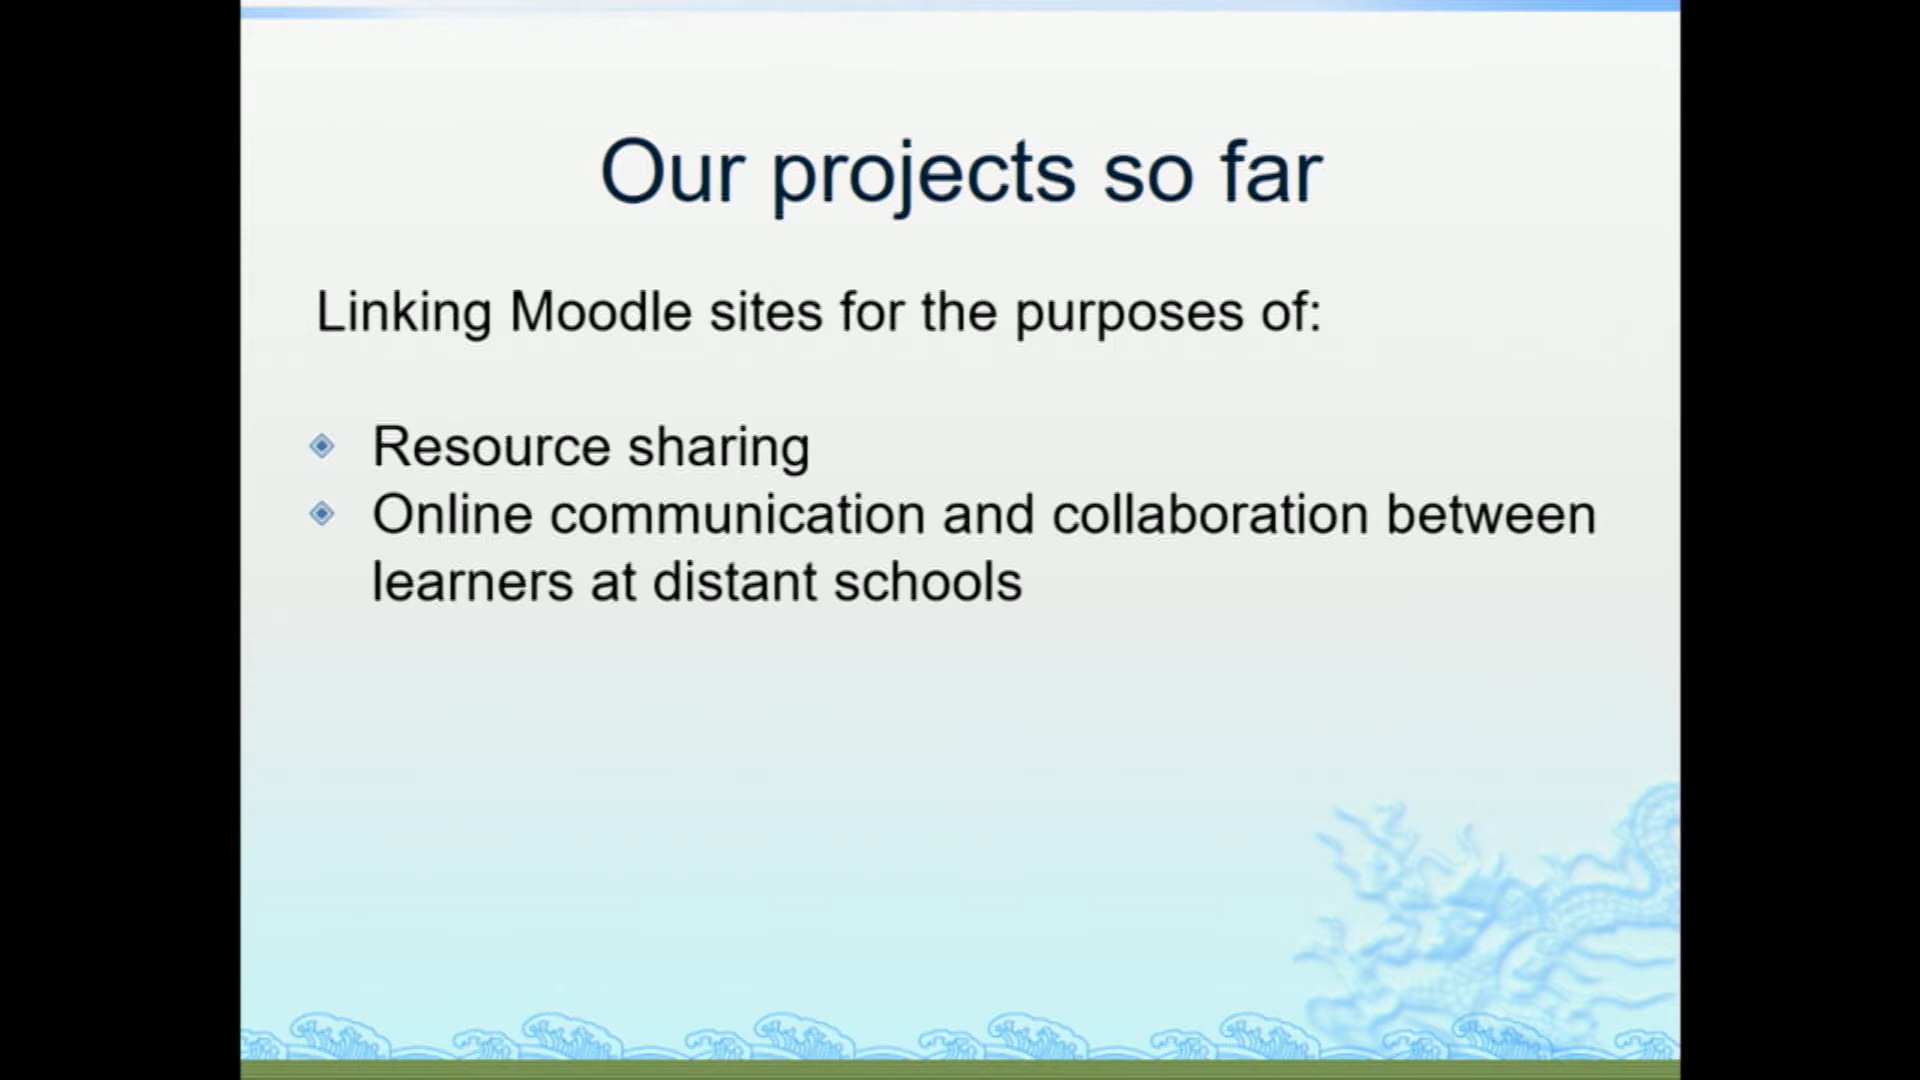 Our projects so far
Linking Moodle sites for the purposes of:
Resource sharing
Online communication and collaboration between
learners at distant schools